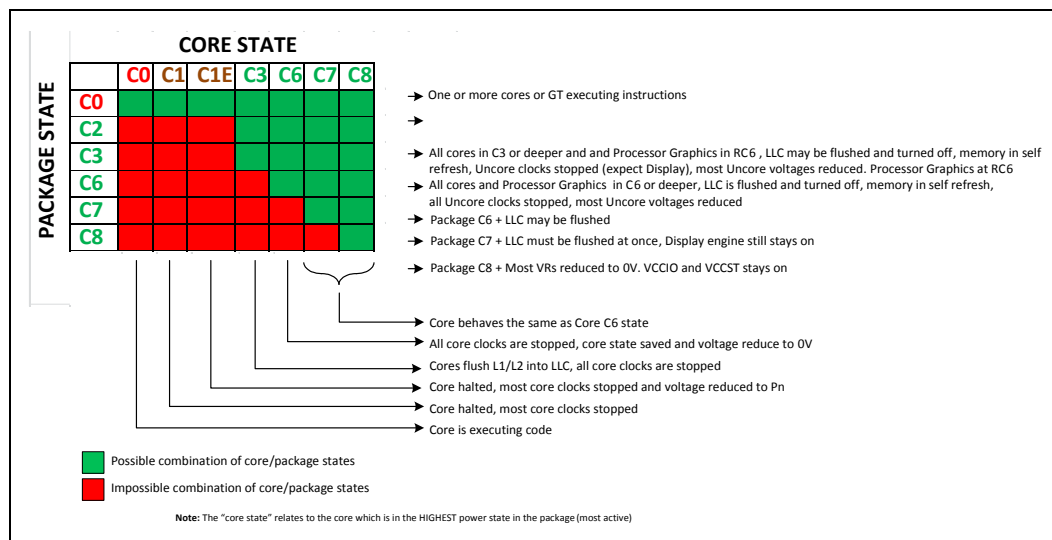 CORE STATE
PACKAGE STATE
C0 C1 C1E C3 C6 C7 C8
C0
C2
C3
C6
C7
C8
One or more cores or GT executing instructions
All cores in C3 or deeper and and Processor Graphics in RC6 , LLC may be flushed and turned off, memory in self
refresh, Uncore clocks stopped (expect Display), most Uncore voltages reduced. Processor Graphics at RC6
All cores and Processor Graphics in C6 or deeper, LLC is flushed and turned off, memory in self refresh,
all Uncore clocks stopped, most Uncore voltages reduced
Package C6 + LLC may be flushed
Package C7 + LLC must be flushed at once, Display engine still stays on
Package C8 + Most VRs reduced to 0V. VCCIO and VCCST stays on
Core behaves the same as Core C6 state
All core clocks are stopped, core state saved and voltage reduce to 0V
Cores flush L1/L2 into LLC, all core clocks are stopped
Core halted, most core clocks stopped and voltage reduced to Pn
Core halted, most core clocks stopped
Core is executing code
Possible combination of core/package states
Impossible combination of core/package states
Note: The “core state” relates to the core which is in the HIGHEST power state in the package (most active)